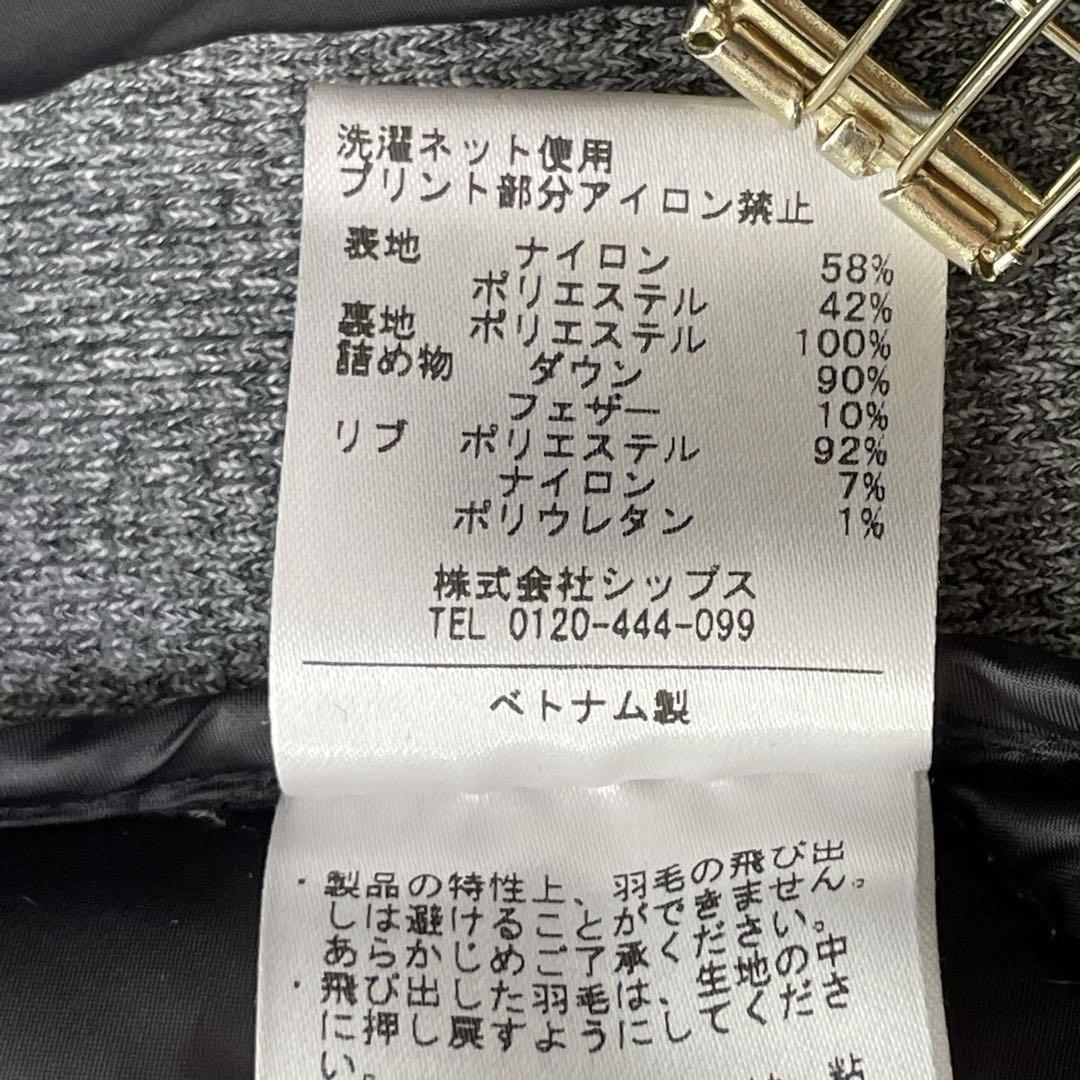 洗濯ネット使用
プリント部分アイロン禁止
表地 ナイロン 58%
ポリエステル 42%
裏地 ポリエステル 100%
詰め物 ダウン 90%
フェザー 10%
リブ ポリエステル 92%
ナイロン 7%
ポリウレタン 1%
株式会社シップス
TEL 0120-444-099
ベトナム製
・製品の特性上、羽毛の飛び出
しは避けることができません。
あらかじめご了承ください。
・飛び出した羽毛は、生地の中
に押し戻すようにしてくださ
い。
粘